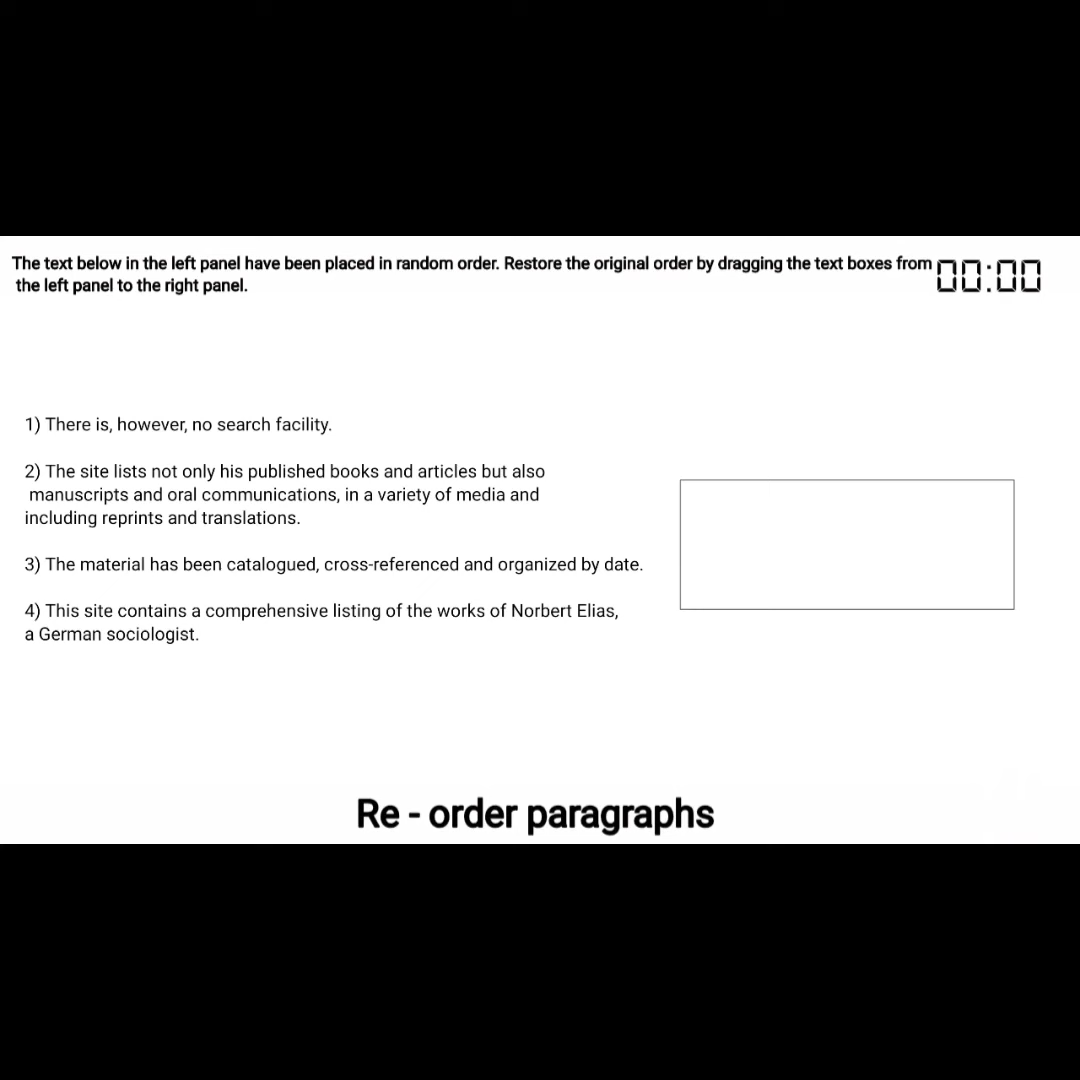 The text below in the left panel have been placed in random order. Restore the original order by dragging the text boxes from
the left panel to the right panel.
00:00
1) There is, however, no search facility.
2) The site lists not only his published books and articles but also
manuscripts and oral communications, in a variety of media and
including reprints and translations.
3) The material has been catalogued, cross-referenced and organized by date.
4) This site contains a comprehensive listing of the works of Norbert Elias,
a German sociologist.
Re - order paragraphs